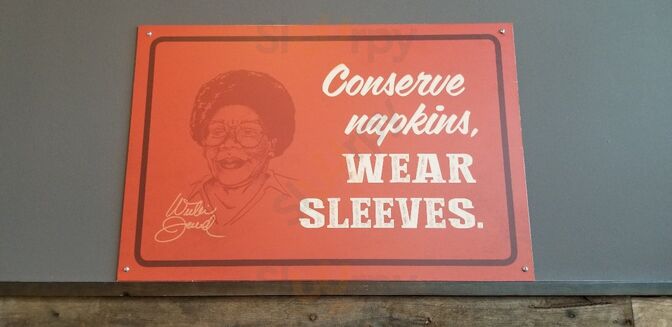 Conserve
napkins,
WEAR
SLEEVES.